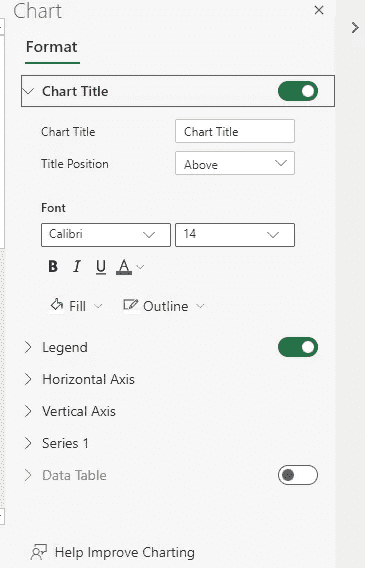 Chart
Format
Chart Title
Chart Title Chart Title
Title Position Above
Font
Calibri 14
B I U A
Fill Outline
Legend
Horizontal Axis
Vertical Axis
Series 1
Data Table
Help Improve Charting